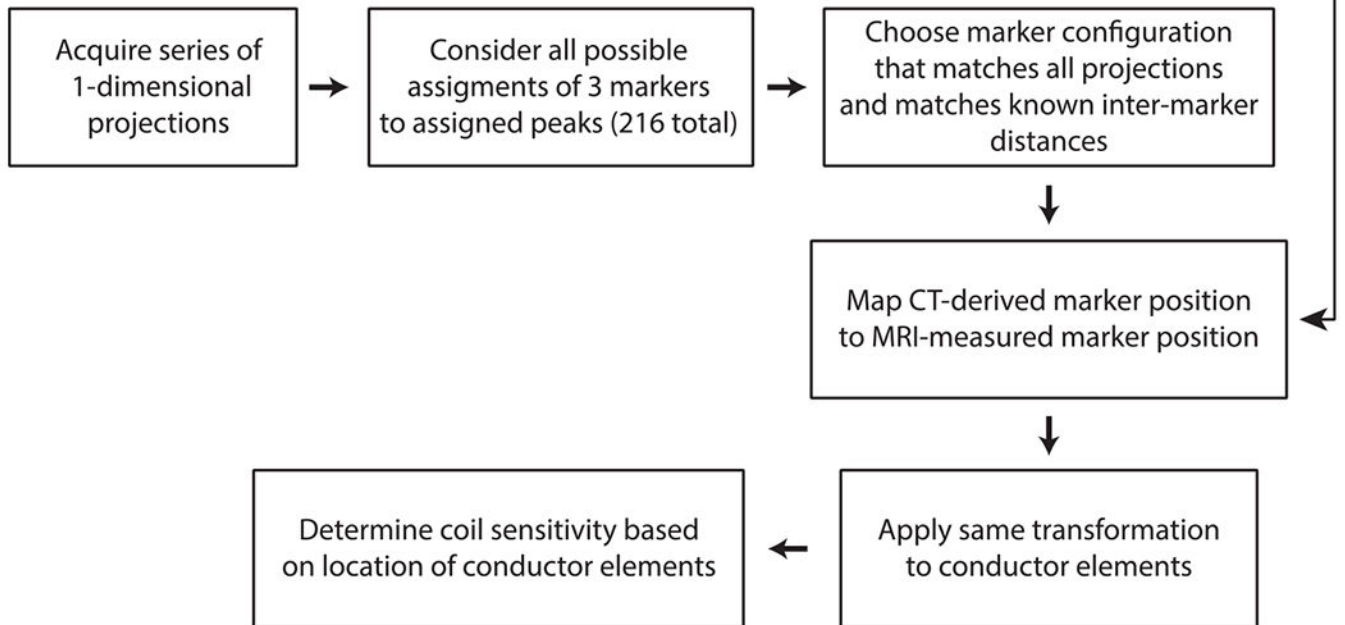 Acquire series of
1-dimensional
projections
Consider all possible
assigments of 3 markers
to assigned peaks (216 total)
Choose marker configuration
that matches all projections
and matches known inter-marker
distances
Map CT-derived marker position
to MRI-measured marker position
Apply same transformation
to conductor elements
Determine coil sensitivity based
on location of conductor elements